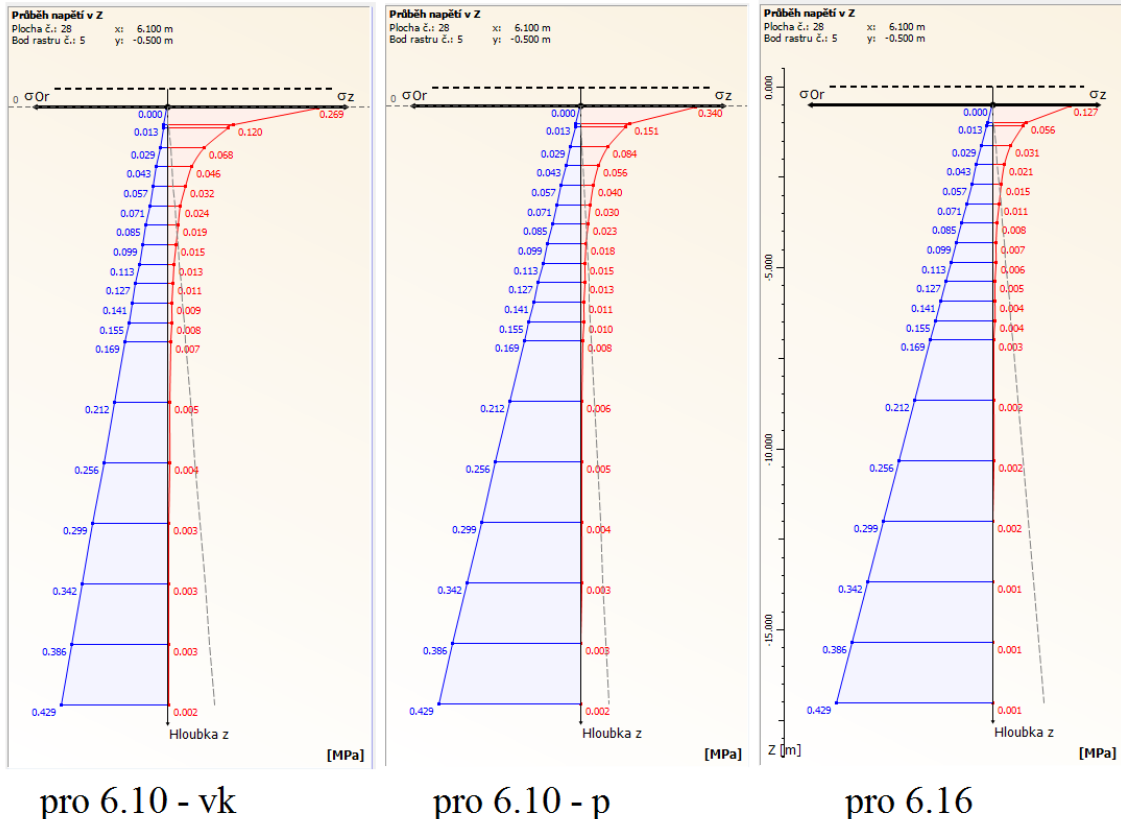 Průběh napětí v Z
Plocha č.: 28 x: 6.100 m
Bod rastru č.: 5 y: -0.500 m
0 σOr σz
0.000 0.269
0.013 0.120
0.029 0.068
0.043 0.046
0.057 0.032
0.071 0.024
0.085 0.019
0.099 0.015
0.113 0.013
0.127 0.011
0.141 0.009
0.155 0.008
0.169 0.007
0.212 0.005
0.256 0.004
0.299 0.003
0.342 0.003
0.386 0.003
0.429 0.002
Hloubka z
[MPa]
pro 6.10 - vk
Průběh napětí v Z
Plocha č.: 28 x: 6.100 m
Bod rastru č.: 5 y: -0.500 m
0 σOr σz
0.000 0.340
0.013 0.151
0.029 0.084
0.043 0.056
0.057 0.040
0.071 0.030
0.085 0.023
0.099 0.018
0.113 0.015
0.127 0.013
0.141 0.011
0.155 0.010
0.169 0.008
0.212 0.006
0.256 0.005
0.299 0.004
0.342 0.003
0.386 0.003
0.429 0.002
Hloubka z
[MPa]
pro 6.10 - p
Průběh napětí v Z
Plocha č.: 28 x: 6.100 m
Bod rastru č.: 5 y: -0.500 m
0.000
σOr σz
0.000 0.127
0.013 0.056
0.029 0.031
0.043 0.021
0.057 0.015
0.071 0.011
0.085 0.008
0.099 0.007
-5.000
0.113 0.006
0.127 0.005
0.141 0.004
0.155 0.004
0.169 0.003
0.212 0.002
-10.000
0.256 0.002
0.299 0.002
0.342 0.001
-15.000
0.386 0.001
0.429 0.001
Hloubka z
Z [m]
[MPa]
pro 6.16